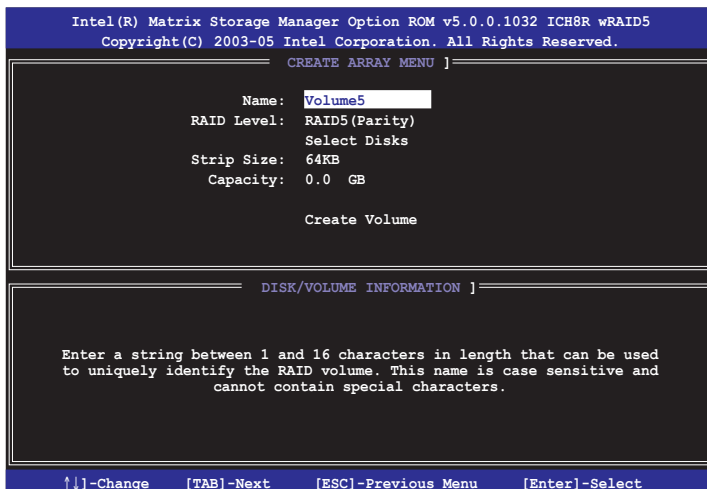 Intel(R) Matrix Storage Manager Option ROM v5.0.0.1032 ICH8R wRAID5
Copyright(C) 2003-05 Intel Corporation. All Rights Reserved.
CREATE ARRAY MENU ]
Name: Volume5
RAID Level: RAID5(Parity)
Select Disks
Strip Size: 64KB
Capacity: 0.0 GB
Create Volume
DISK/VOLUME INFORMATION ]
Enter a string between 1 and 16 characters in length that can be used
to uniquely identify the RAID volume. This name is case sensitive and
cannot contain special characters.
↑↓]-Change [TAB]-Next [ESC]-Previous Menu [Enter]-Select